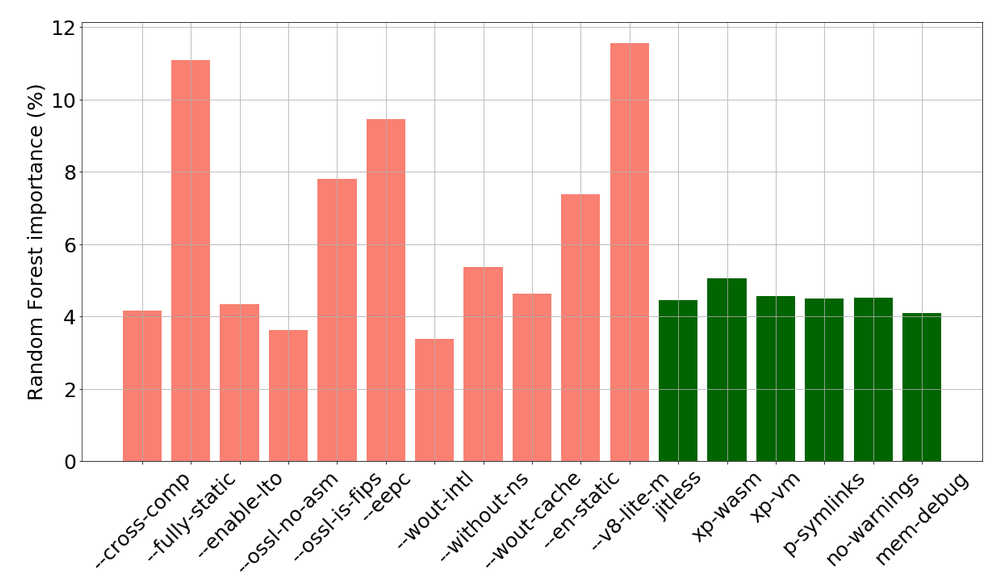 Random Forest importance (%)
12
10
8
6
4
2
0
--cross-comp
--fully-static
--enable-lto
--ossl-no-asm
--ossl-is-fips
--eepc
--wout-intl
--without-ns
--wout-cache
--en-static
--v8-lite-m
jitless
xp-wasm
xp-vm
p-symlinks
no-warnings
mem-debug